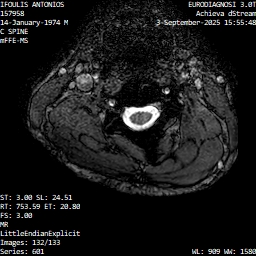 IFOULIS ANTONIOS
157958
14-January-1974 M
C SPINE
mFFE-MS
EURODIAGNOSI 3.0T
Achieva dStream
3-September-2025 15:55:48
ST: 3.00 SL: 24.51
RT: 753.59 ET: 20.80
FS: 3.00
MR
LittleEndianExplicit
Images: 132/133
Series: 601
WL: 909 WW: 1580